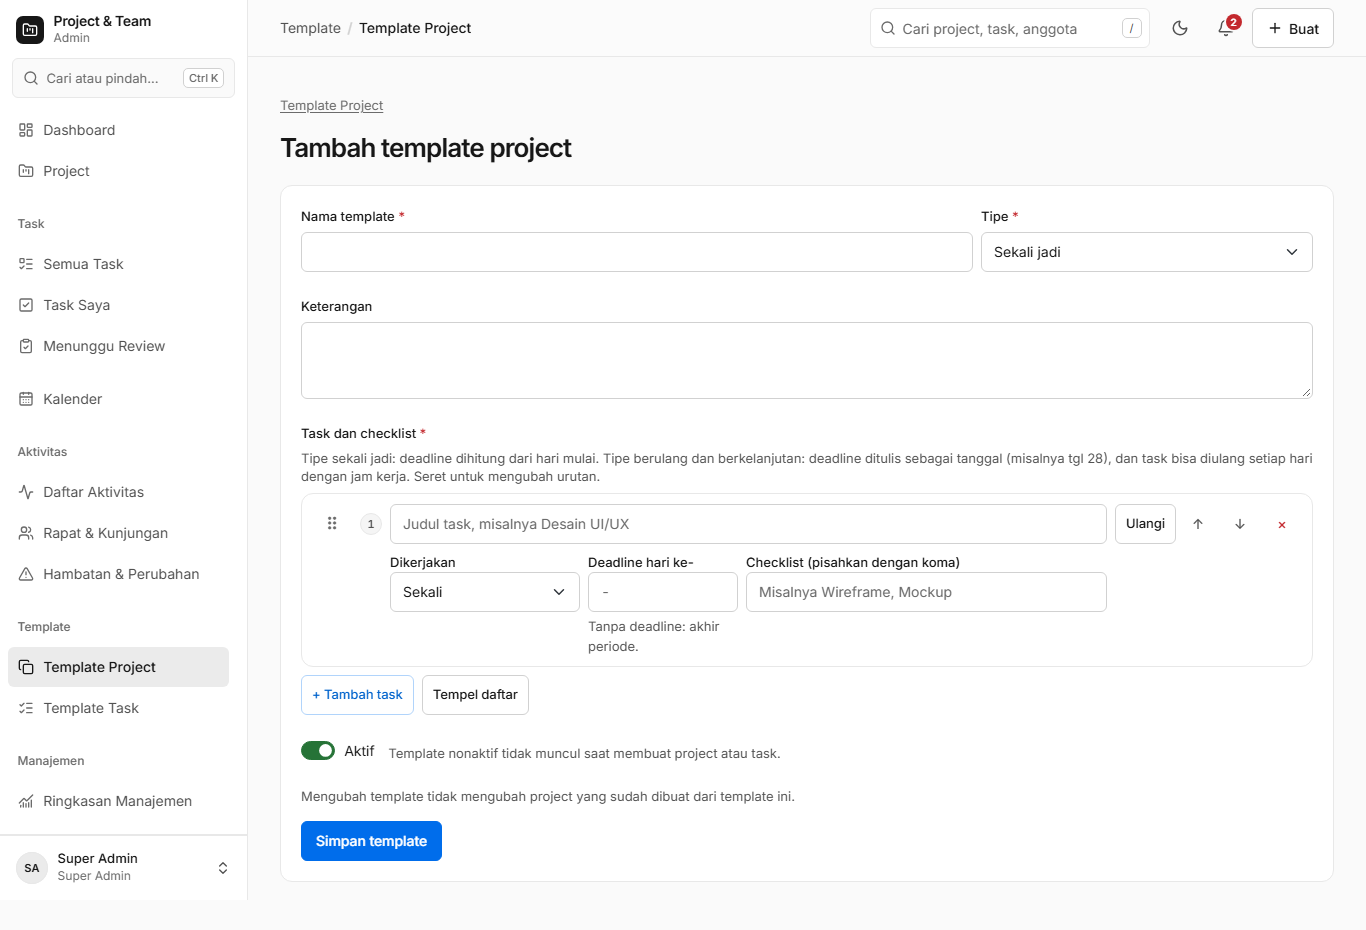 Project & Team
Admin
Cari atau pindah...
Ctrl K
Dashboard
Project
Task
Semua Task
Task Saya
Menunggu Review
Kalender
Aktivitas
Daftar Aktivitas
Rapat & Kunjungan
Hambatan & Perubahan
Template
Template Project
Template Task
Manajemen
Ringkasan Manajemen
SA
Super Admin
Super Admin
Template / Template Project
Cari project, task, anggota
/
2
+ Buat
Template Project
Tambah template project
Nama template *
Tipe *
Sekali jadi
Keterangan
Task dan checklist *
Tipe sekali jadi: deadline dihitung dari hari mulai. Tipe berulang dan berkelanjutan: deadline ditulis sebagai tanggal (misalnya tgl 28), dan task bisa diulang setiap hari
dengan jam kerja. Seret untuk mengubah urutan.
1
Judul task, misalnya Desain UI/UX
Ulangi
↑
↓
×
Dikerjakan
Deadline hari ke-
Checklist (pisahkan dengan koma)
Sekali
-
Misalnya Wireframe, Mockup
Tanpa deadline: akhir
periode.
+ Tambah task
Tempel daftar
Aktif
Template nonaktif tidak muncul saat membuat project atau task.
Mengubah template tidak mengubah project yang sudah dibuat dari template ini.
Simpan template